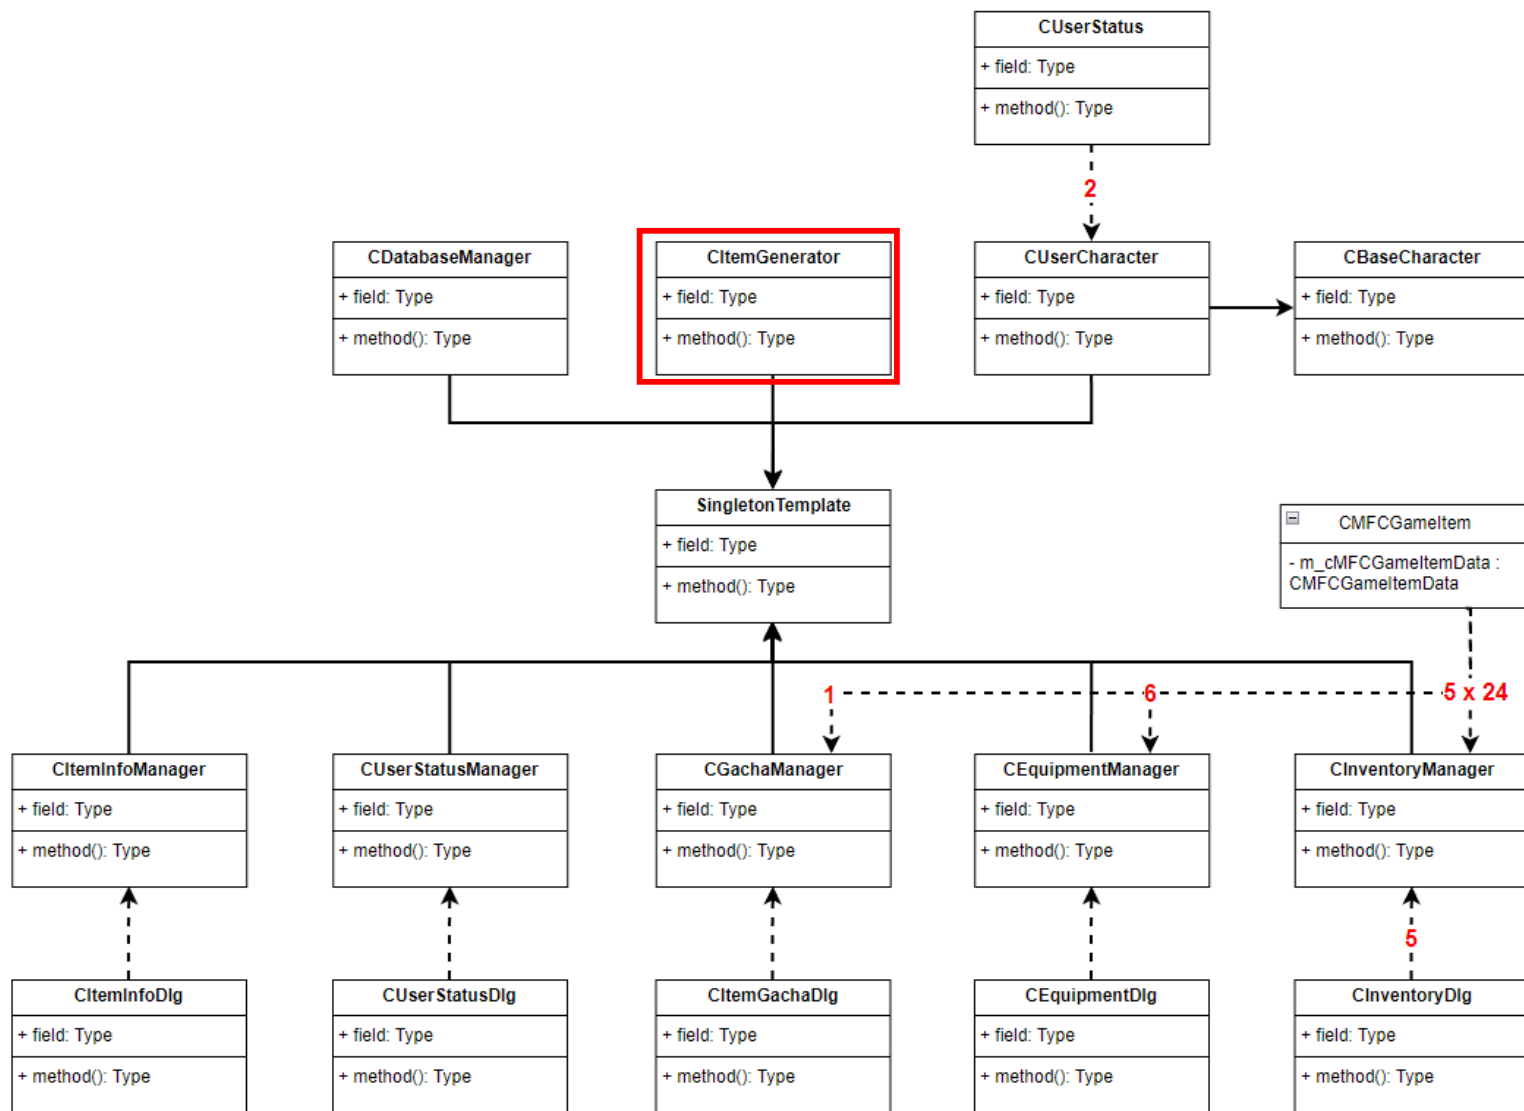 CUserStatus
+ field: Type
+ method(): Type
2
CDatabaseManager
+ field: Type
+ method(): Type
CItemGenerator
+ field: Type
+ method(): Type
CUserCharacter
+ field: Type
+ method(): Type
CBaseCharacter
+ field: Type
+ method(): Type
SingletonTemplate
+ field: Type
+ method(): Type
CMFCGameItem
- m_cMFCGameItemData :
CMFCGameItemData
1
6
5 x 24
CItemInfoManager
+ field: Type
+ method(): Type
CUserStatusManager
+ field: Type
+ method(): Type
CGachaManager
+ field: Type
+ method(): Type
CEquipmentManager
+ field: Type
+ method(): Type
CInventoryManager
+ field: Type
+ method(): Type
5
CItemInfoDlg
+ field: Type
+ method(): Type
CUserStatusDlg
+ field: Type
+ method(): Type
CItemGachaDlg
+ field: Type
+ method(): Type
CEquipmentDlg
+ field: Type
+ method(): Type
CInventoryDlg
+ field: Type
+ method(): Type